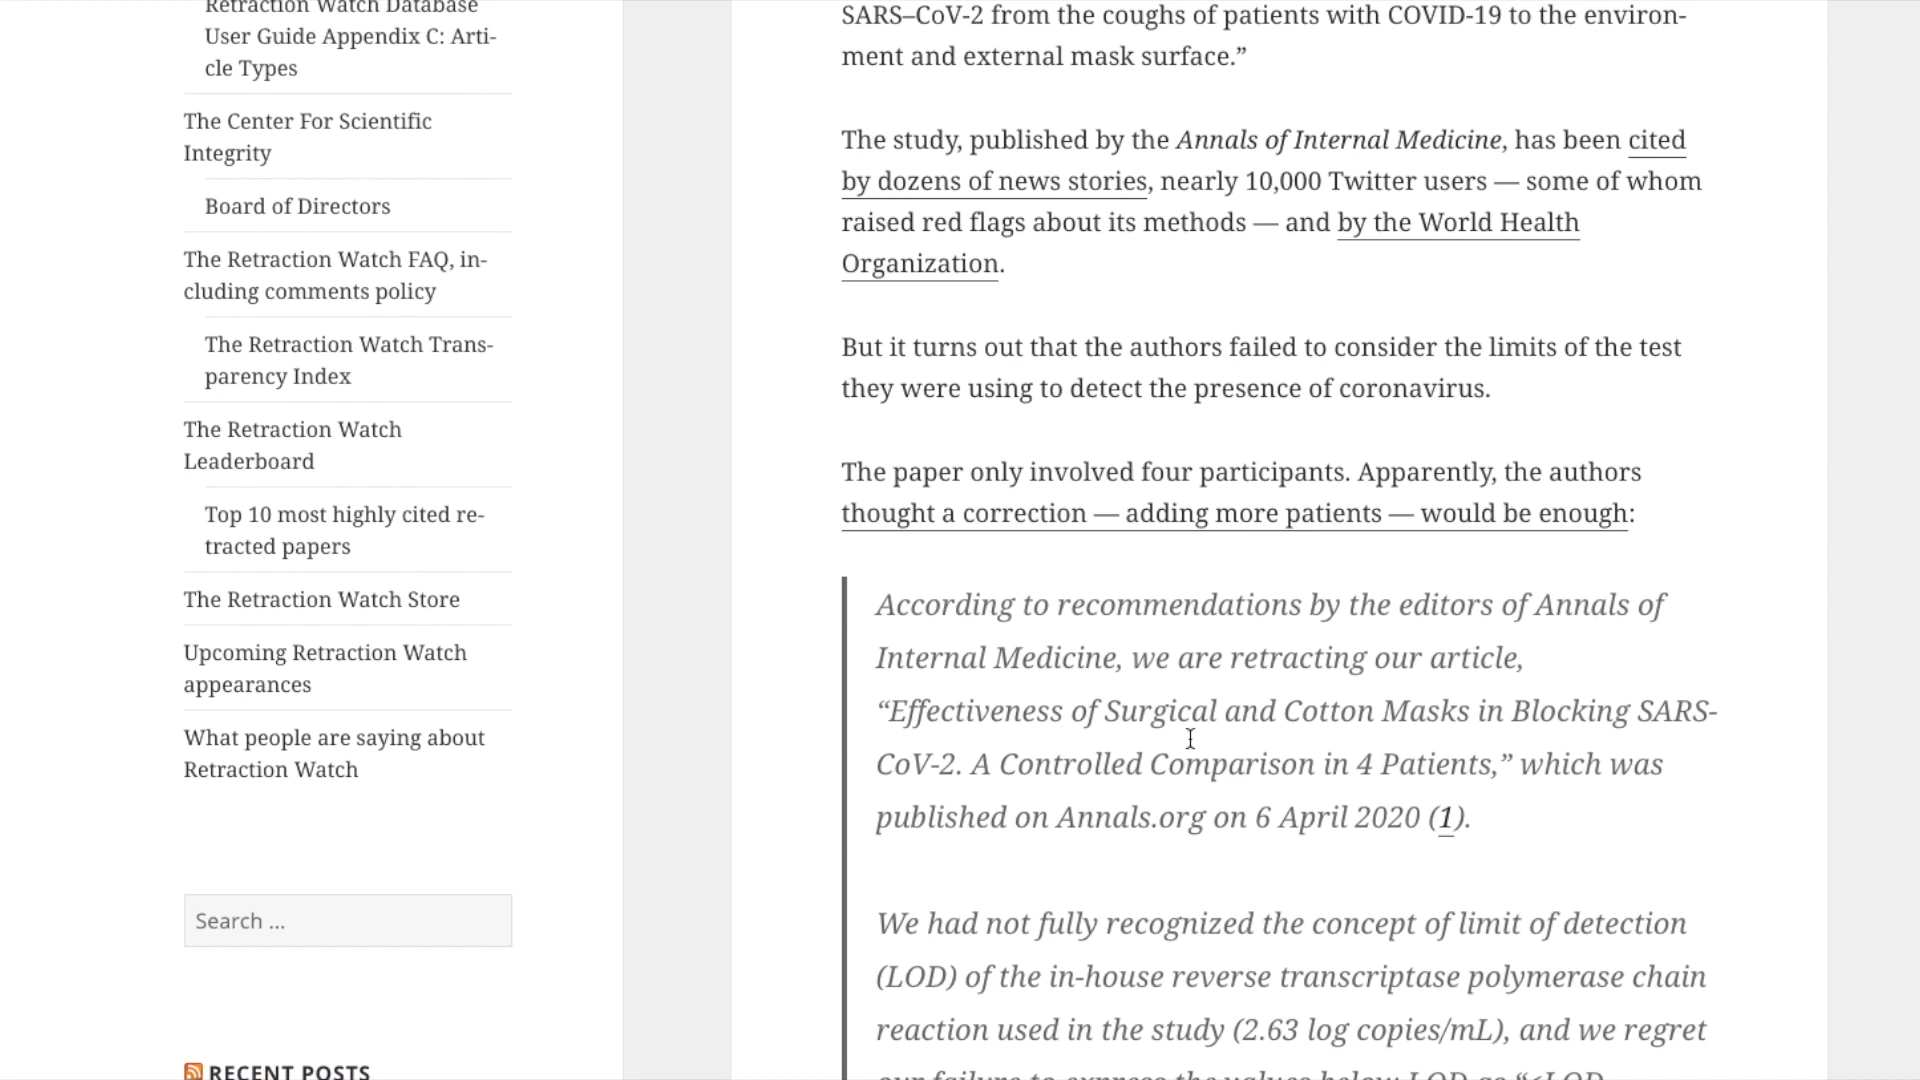 Retraction Watch Database
User Guide Appendix C: Arti-
cle Types
The Center For Scientific
Integrity
Board of Directors
The Retraction Watch FAQ, in-
cluding comments policy
The Retraction Watch Trans-
parency Index
The Retraction Watch
Leaderboard
Top 10 most highly cited re-
tracted papers
The Retraction Watch Store
Upcoming Retraction Watch
appearances
What people are saying about
Retraction Watch
Search ...
RECENT POSTS
SARS–CoV-2 from the coughs of patients with COVID-19 to the environ-
ment and external mask surface.”
The study, published by the Annals of Internal Medicine, has been cited
by dozens of news stories, nearly 10,000 Twitter users — some of whom
raised red flags about its methods — and by the World Health
Organization.
But it turns out that the authors failed to consider the limits of the test
they were using to detect the presence of coronavirus.
The paper only involved four participants. Apparently, the authors
thought a correction — adding more patients — would be enough:
According to recommendations by the editors of Annals of
Internal Medicine, we are retracting our article,
“Effectiveness of Surgical and Cotton Masks in Blocking SARS-
CoV-2. A Controlled Comparison in 4 Patients,” which was
published on Annals.org on 6 April 2020 (1).
We had not fully recognized the concept of limit of detection
(LOD) of the in-house reverse transcriptase polymerase chain
reaction used in the study (2.63 log copies/mL), and we regret
our failure to express the values below LOD as “<LOD